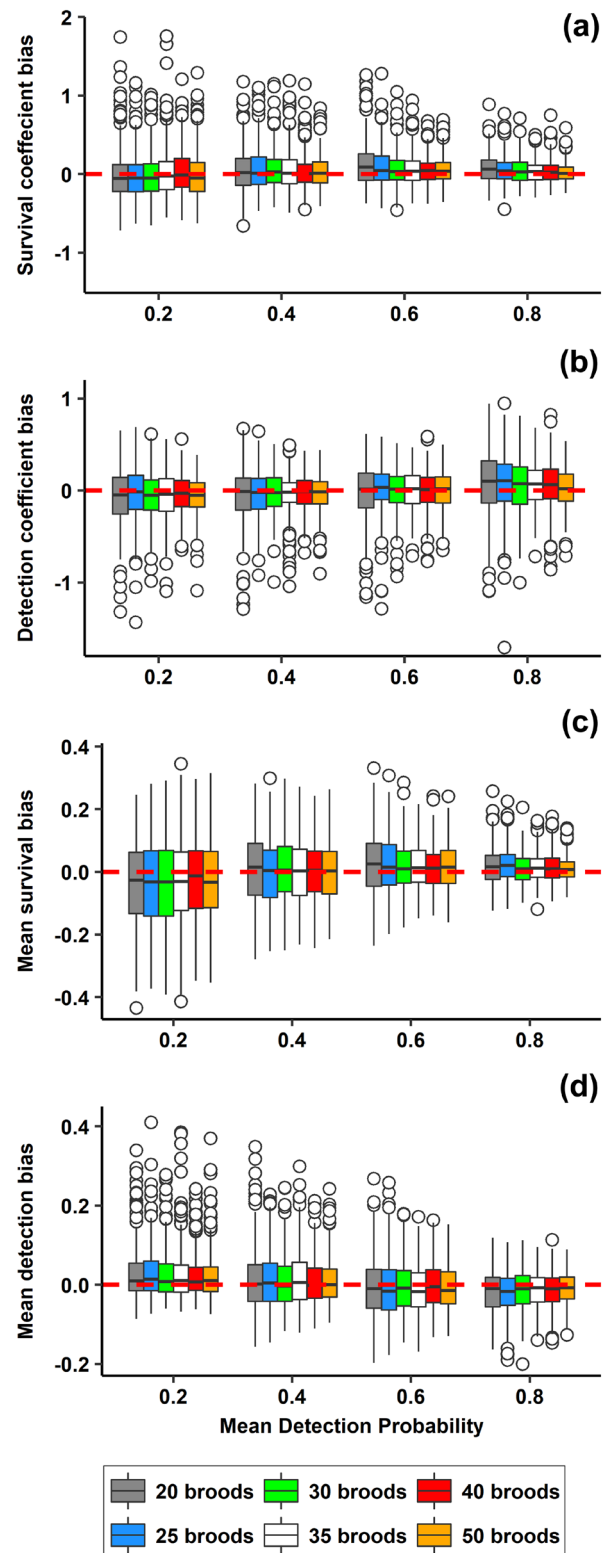 (a)
Survival coeffecient bias
2
1
0
-1
0.2 0.4 0.6 0.8
(b)
Detection coefficient bias
1
0
-1
0.2 0.4 0.6 0.8
(c)
Mean survival bias
0.4
0.2
0.0
-0.2
-0.4
0.2 0.4 0.6 0.8
(d)
Mean detection bias
0.4
0.2
0.0
-0.2
0.2 0.4 0.6 0.8
Mean Detection Probability
20 broods 30 broods 40 broods
25 broods 35 broods 50 broods